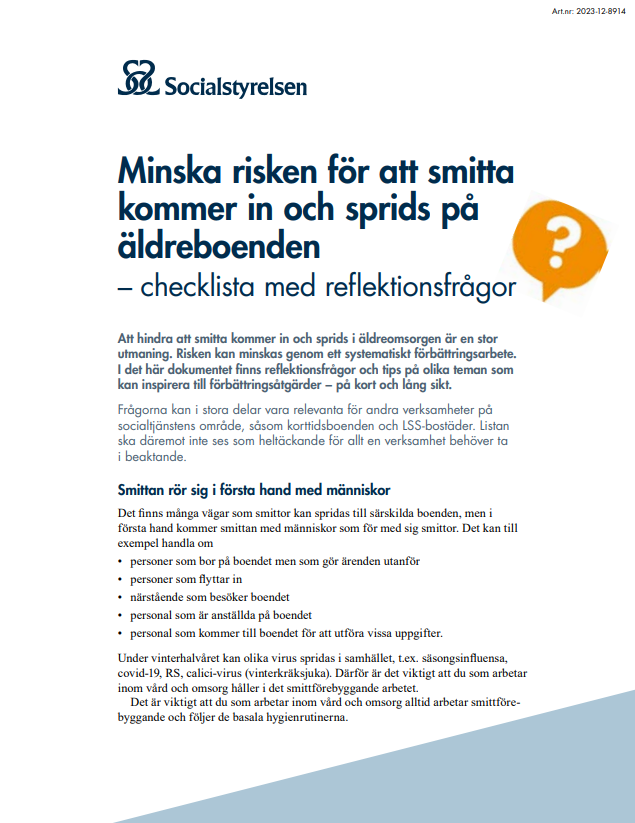 Art.nr: 2023-12-8914
Socialstyrelsen
Minska risken för att smitta
kommer in och sprids på
äldreboenden
– checklista med reflektionsfrågor
?
Att hindra att smitta kommer in och sprids i äldreomsorgen är en stor
utmaning. Risken kan minskas genom ett systematiskt förbättringsarbete.
I det här dokumentet finns reflektionsfrågor och tips på olika teman som
kan inspirera till förbättringsåtgärder – på kort och lång sikt.
Frågorna kan i stora delar vara relevanta för andra verksamheter på
socialtjänstens område, såsom korttidsboenden och LSS-bostäder. Listan
ska däremot inte ses som heltäckande för allt en verksamhet behöver ta
i beaktande.
Smittan rör sig i första hand med människor
Det finns många vägar som smittor kan spridas till särskilda boenden, men i
första hand kommer smittan med människor som för med sig smittor. Det kan till
exempel handla om
• personer som bor på boendet men som gör ärenden utanför
• personer som flyttar in
• närstående som besöker boendet
• personal som är anställda på boendet
• personal som kommer till boendet för att utföra vissa uppgifter.
Under vinterhalvåret kan olika virus spridas i samhället, t.ex. säsongsinfluensa,
covid-19, RS, calici-virus (vinterkräksjuka). Därför är det viktigt att du som arbetar
inom vård och omsorg håller i det smittförebyggande arbetet.
Det är viktigt att du som arbetar inom vård och omsorg alltid arbetar smittföre-
byggande och följer de basala hygienrutinerna.